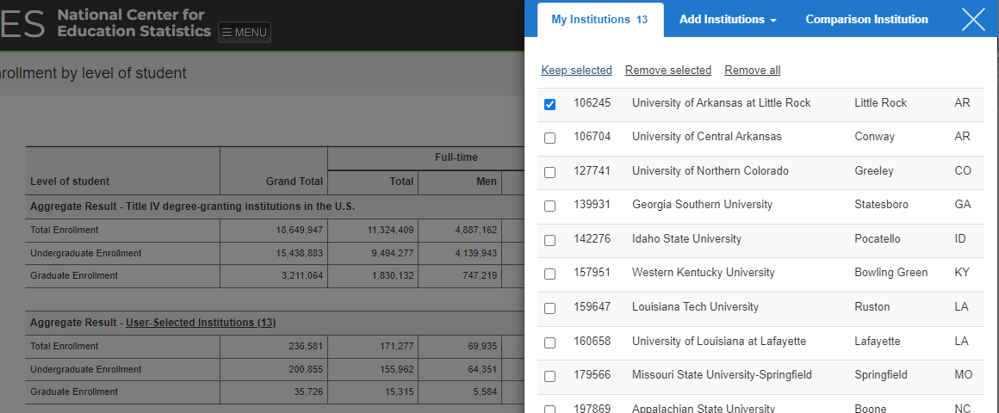 ES National Center for
Education Statistics
☰ MENU
rollment by level of student
Full-time
Level of student Grand Total Total Men
Aggregate Result - Title IV degree-granting institutions in the U.S.
Total Enrollment 18,649,947 11,324,409 4,887,162
Undergraduate Enrollment 15,438,883 9,494,277 4,139,943
Graduate Enrollment 3,211,064 1,830,132 747,219
Aggregate Result - User-Selected Institutions (13)
Total Enrollment 236,581 171,277 69,935
Undergraduate Enrollment 200,855 155,962 64,351
Graduate Enrollment 35,726 15,315 5,584
My Institutions 13 Add Institutions Comparison Institution
Keep selected Remove selected Remove all
106245 University of Arkansas at Little Rock Little Rock AR
106704 University of Central Arkansas Conway AR
127741 University of Northern Colorado Greeley CO
139931 Georgia Southern University Statesboro GA
142276 Idaho State University Pocatello ID
157951 Western Kentucky University Bowling Green KY
159647 Louisiana Tech University Ruston LA
160658 University of Louisiana at Lafayette Lafayette LA
179566 Missouri State University-Springfield Springfield MO
197869 Appalachian State University Boone NC